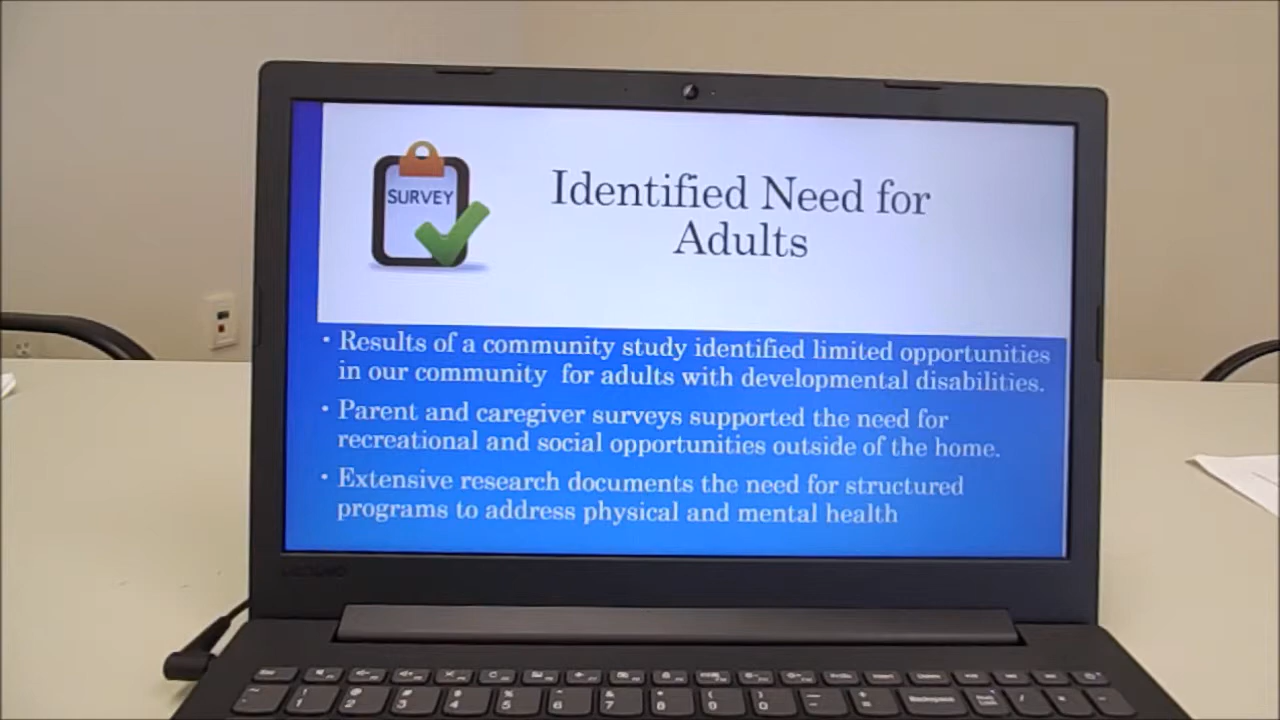 SURVEY
Identified Need for
Adults
• Results of a community study identified limited opportunities
in our community for adults with developmental disabilities.
• Parent and caregiver surveys supported the need for
recreational and social opportunities outside of the home.
• Extensive research documents the need for structured
programs to address physical and mental health
lenovo
Backspace